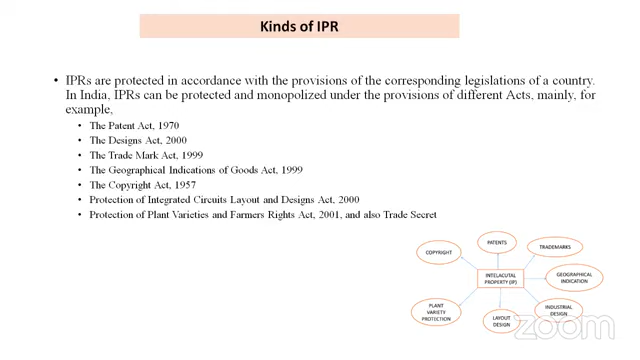 Kinds of IPR
• IPRs are protected in accordance with the provisions of the corresponding legislations of a country.
In India, IPRs can be protected and monopolized under the provisions of different Acts, mainly, for
example,
• The Patent Act, 1970
• The Designs Act, 2000
• The Trade Mark Act, 1999
• The Geographical Indications of Goods Act, 1999
• The Copyright Act, 1957
• Protection of Integrated Circuits Layout and Designs Act, 2000
• Protection of Plant Varieties and Farmers Rights Act, 2001, and also Trade Secret
PATENTS
COPYRIGHT
TRADEMARKS
INTELACUTAL
PROPERTY (IP)
GEOGRAPHICAL
INDICATION
PLANT
VARIETY
PROTECTION
LAYOUT
DESIGN
INDUSTRIAL
DESIGN
zoom